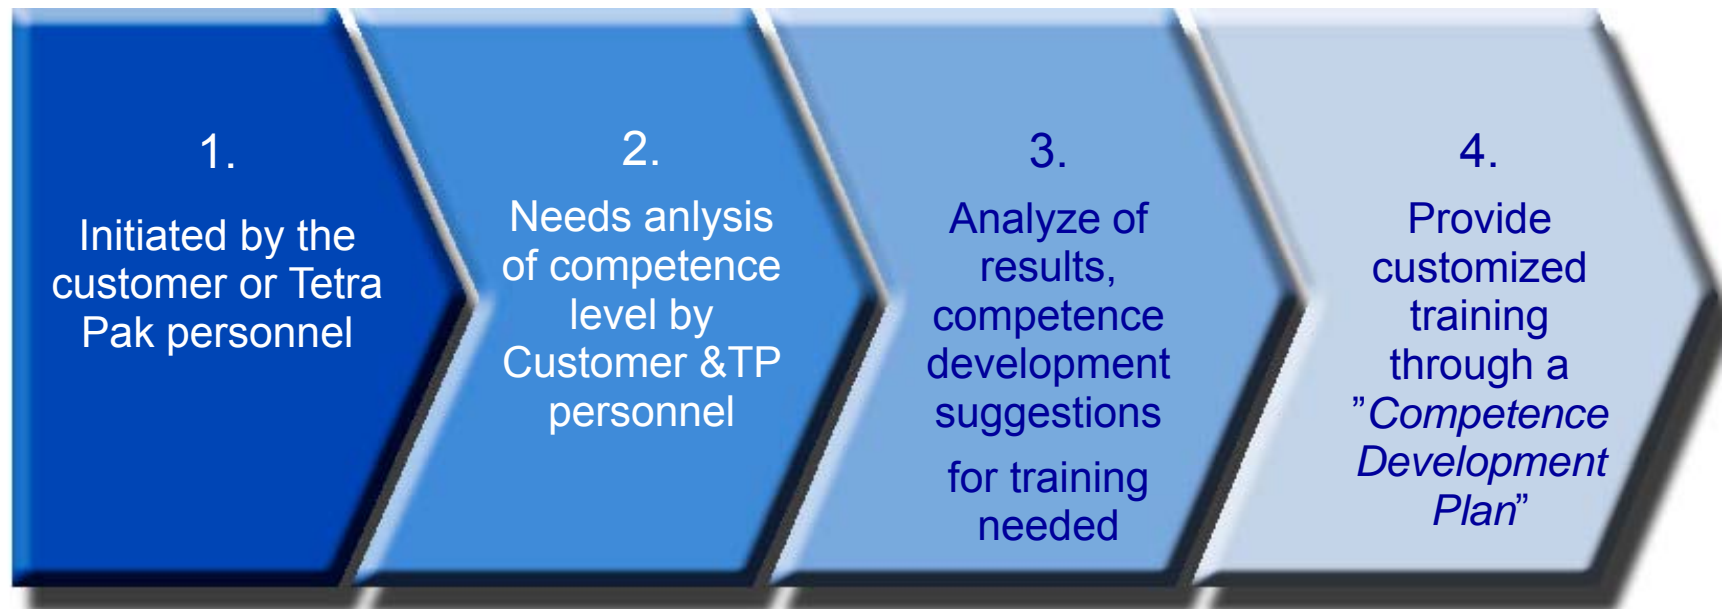 1.
Initiated by the
customer or Tetra
Pak personnel
2.
Needs anlysis
of competence
level by
Customer &TP
personnel
3.
Analyze of
results,
competence
development
suggestions
for training
needed
4.
Provide
customized
training
through a
”Competence
Development
Plan”